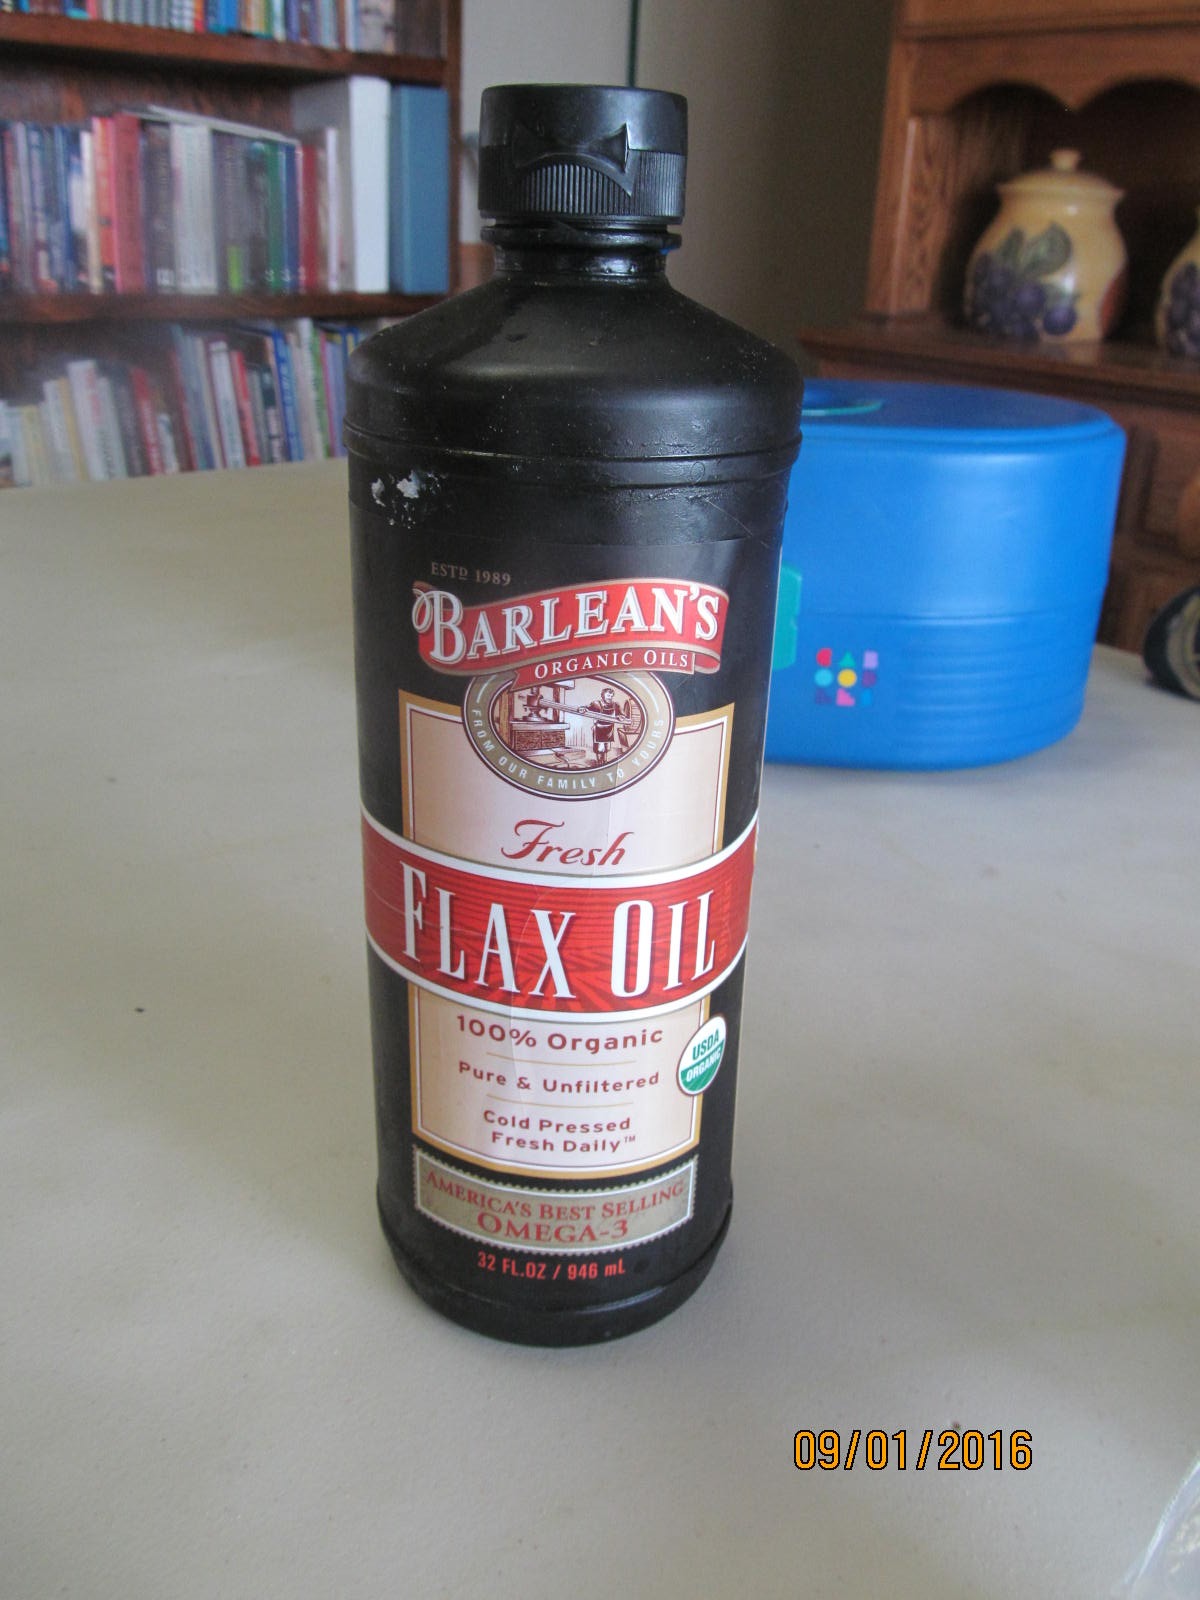 ESTD 1989
BARLEAN'S
ORGANIC OILS
FROM OUR FAMILY TO YOURS
Fresh
FLAX OIL
100% Organic
USDA
ORGANIC
Pure & Unfiltered
Cold Pressed
Fresh Daily™
AMERICA'S BEST SELLING
OMEGA-3
32 FL.OZ / 946 mL
09/01/2016